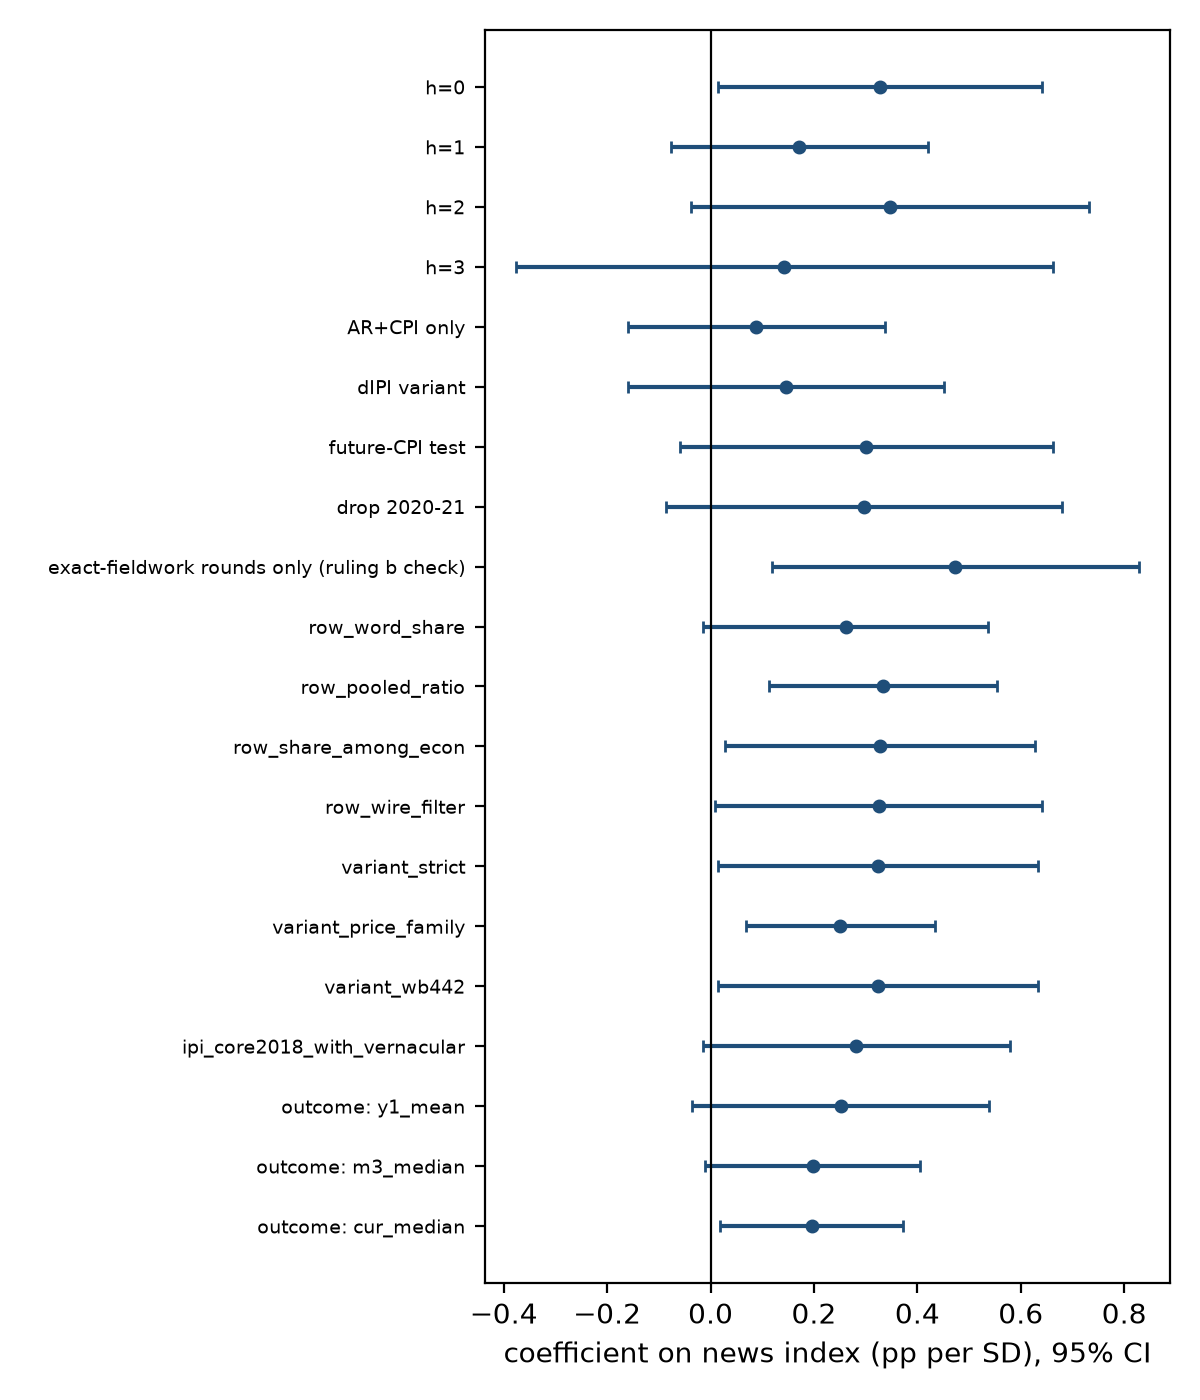 h=0
h=1
h=2
h=3
AR+CPI only
dIPI variant
future-CPI test
drop 2020-21
exact-fieldwork rounds only (ruling b check)
row_word_share
row_pooled_ratio
row_share_among_econ
row_wire_filter
variant_strict
variant_price_family
variant_wb442
ipi_core2018_with_vernacular
outcome: y1_mean
outcome: m3_median
outcome: cur_median
−0.4 −0.2 0.0 0.2 0.4 0.6 0.8
coefficient on news index (pp per SD), 95% CI